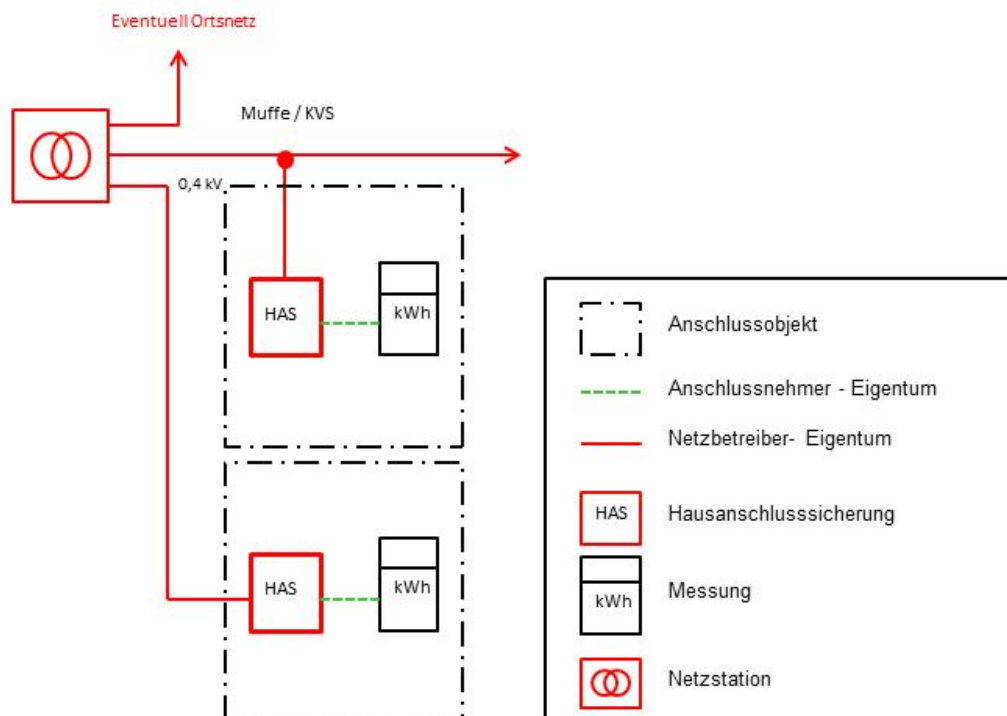 Eventuell Ortsnetz
Muffe / KVS
0,4 kV
HAS
kWh
HAS
kWh
Anschlussobjekt
Anschlussnehmer - Eigentum
Netzbetreiber- Eigentum
HAS
Hausanschlusssicherung
kWh
Messung
Netzstation